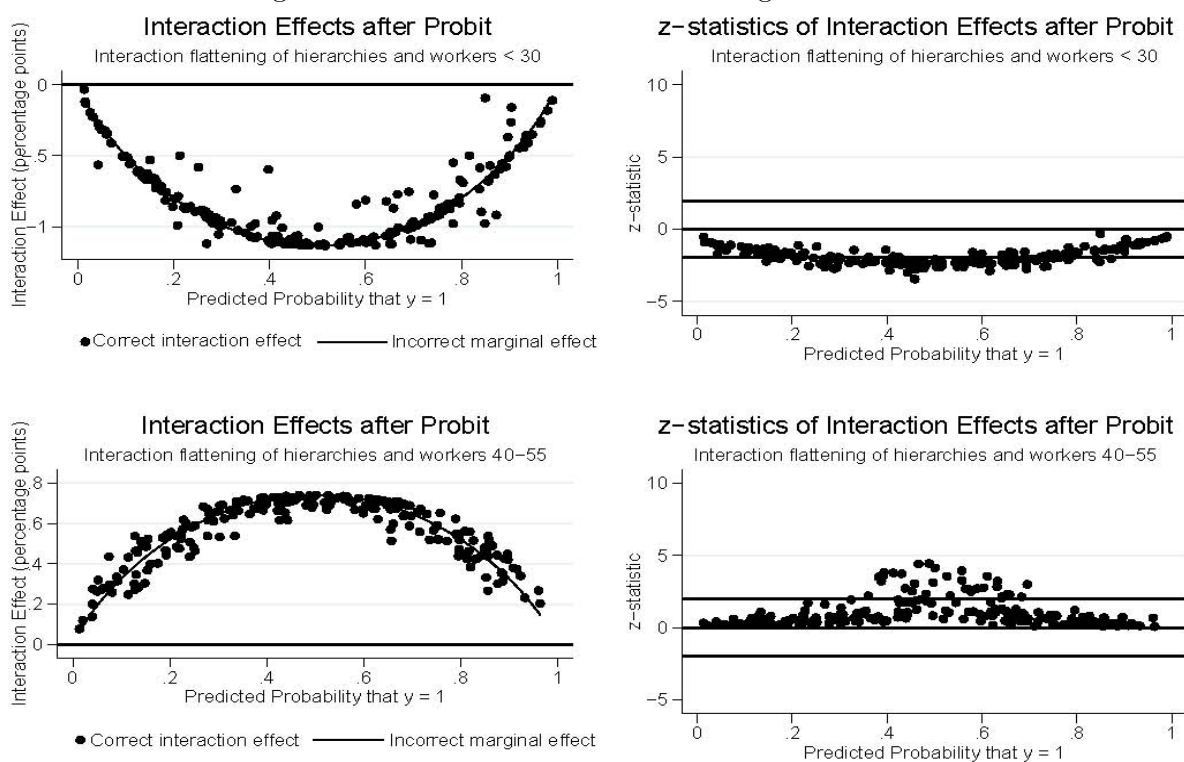 Interaction Effects after Probit
Interaction flattening of hierarchies and workers < 30
Interaction Effect (percentage points)
0
.5
−1
0 .2 .4 .6 .8 1
Predicted Probability that y = 1
Correct interaction effect Incorrect marginal effect
z−statistics of Interaction Effects after Probit
Interaction flattening of hierarchies and workers < 30
z−statistic
10
5
0
−5
0 .2 .4 .6 .8 1
Predicted Probability that y = 1
Interaction Effects after Probit
Interaction flattening of hierarchies and workers 40−55
Interaction Effect (percentage points)
.8
.6
.4
.2
0
0 .2 .4 .6 .8 1
Predicted Probability that y = 1
Correct interaction effect Incorrect marginal effect
z−statistics of Interaction Effects after Probit
Interaction flattening of hierarchies and workers 40−55
z−statistic
10
5
0
−5
0 .2 .4 .6 .8 1
Predicted Probability that y = 1